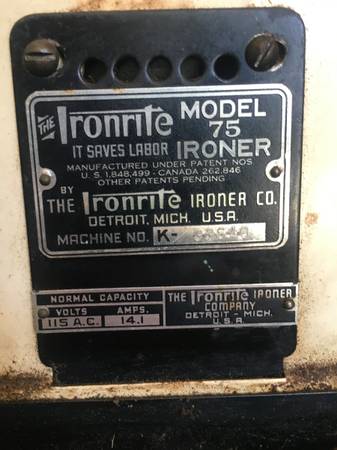 THE Ironrite MODEL 75
IT SAVES LABOR IRONER
MANUFACTURED UNDER PATENT NOS
U.S. 1,848,499 - CANADA 262,846
OTHER PATENTS PENDING
BY
THE Ironrite IRONER CO.
DETROIT, MICH. U.S.A.
MACHINE NO. K-
NORMAL CAPACITY
VOLTS AMPS.
115 A.C. 14.1
THE Ironrite IRONER
COMPANY
DETROIT - MICH.
U.S.A.